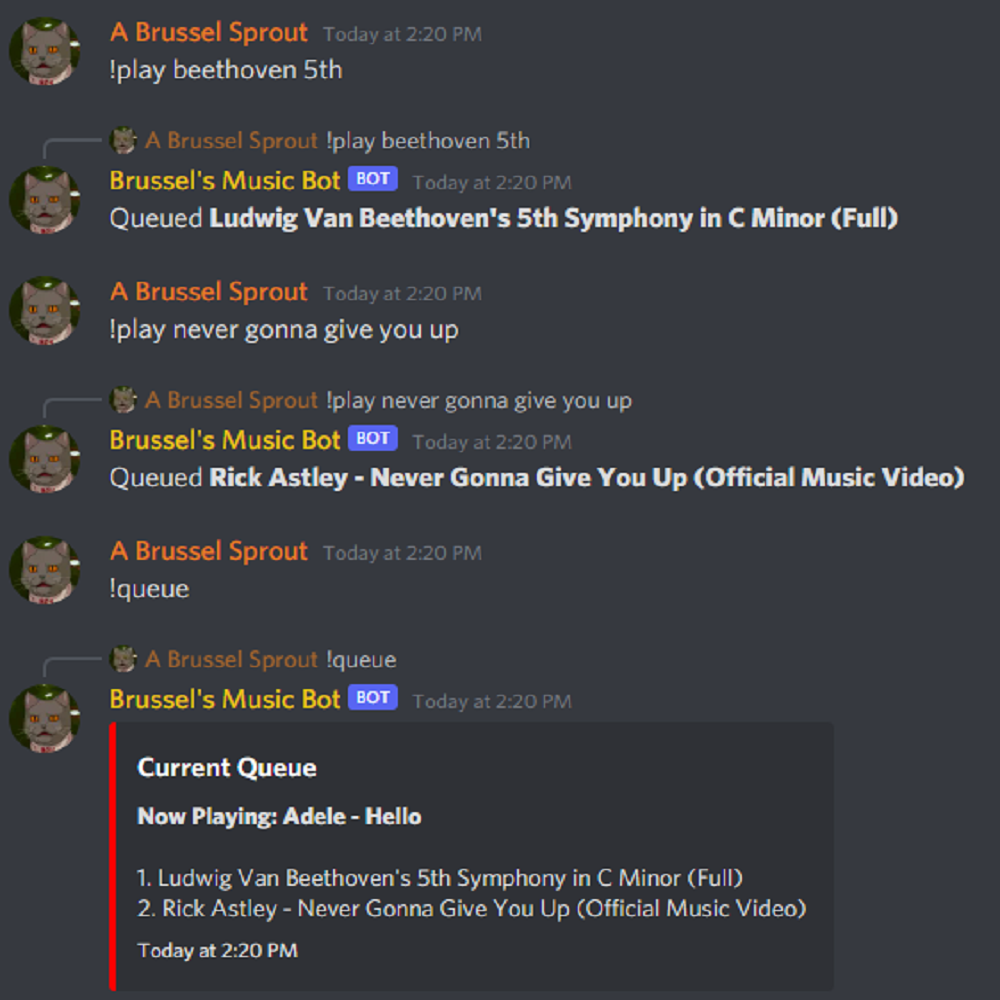 A Brussel Sprout Today at 2:20 PM
!play beethoven 5th
A Brussel Sprout !play beethoven 5th
Brussel's Music Bot BOT Today at 2:20 PM
Queued Ludwig Van Beethoven's 5th Symphony in C Minor (Full)
A Brussel Sprout Today at 2:20 PM
!play never gonna give you up
A Brussel Sprout !play never gonna give you up
Brussel's Music Bot BOT Today at 2:20 PM
Queued Rick Astley - Never Gonna Give You Up (Official Music Video)
A Brussel Sprout Today at 2:20 PM
!queue
A Brussel Sprout !queue
Brussel's Music Bot BOT Today at 2:20 PM
Current Queue
Now Playing: Adele - Hello
1. Ludwig Van Beethoven's 5th Symphony in C Minor (Full)
2. Rick Astley - Never Gonna Give You Up (Official Music Video)
Today at 2:20 PM